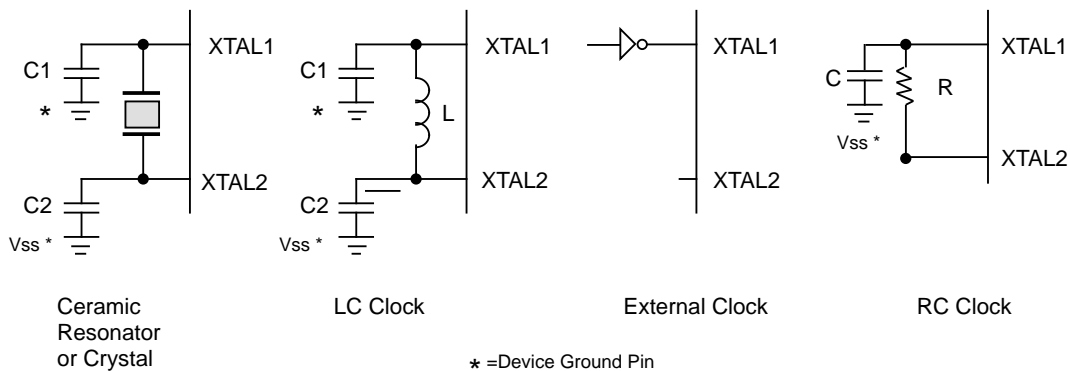 XTAL1
C1
*
XTAL2
C2
Vss *
Ceramic
Resonator
or Crystal
XTAL1
C1
*
L
XTAL2
C2
Vss *
LC Clock
XTAL1
XTAL2
External Clock
XTAL1
C
R
Vss *
XTAL2
RC Clock
* =Device Ground Pin